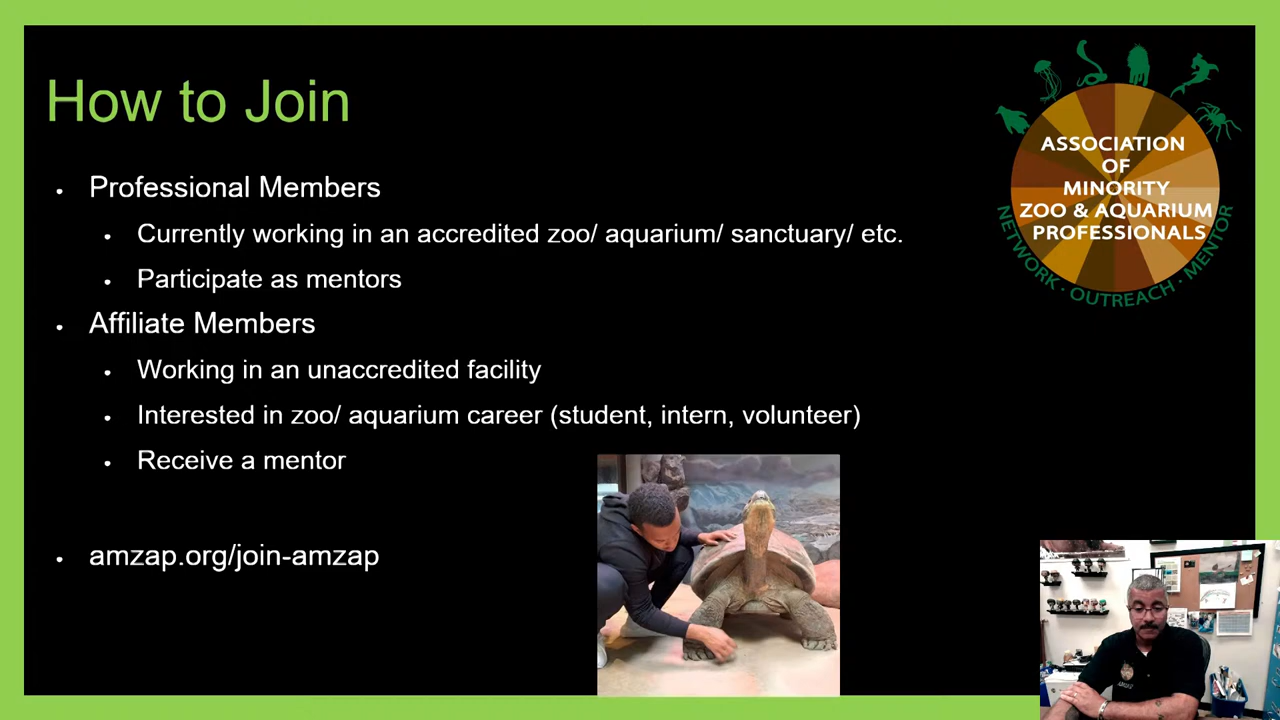 How to Join
• Professional Members
• Currently working in an accredited zoo/ aquarium/ sanctuary/ etc.
• Participate as mentors
• Affiliate Members
• Working in an unaccredited facility
• Interested in zoo/ aquarium career (student, intern, volunteer)
• Receive a mentor
• amzap.org/join-amzap
ASSOCIATION
OF
MINORITY
ZOO & AQUARIUM
PROFESSIONALS
NETWORK · OUTREACH · MENTOR